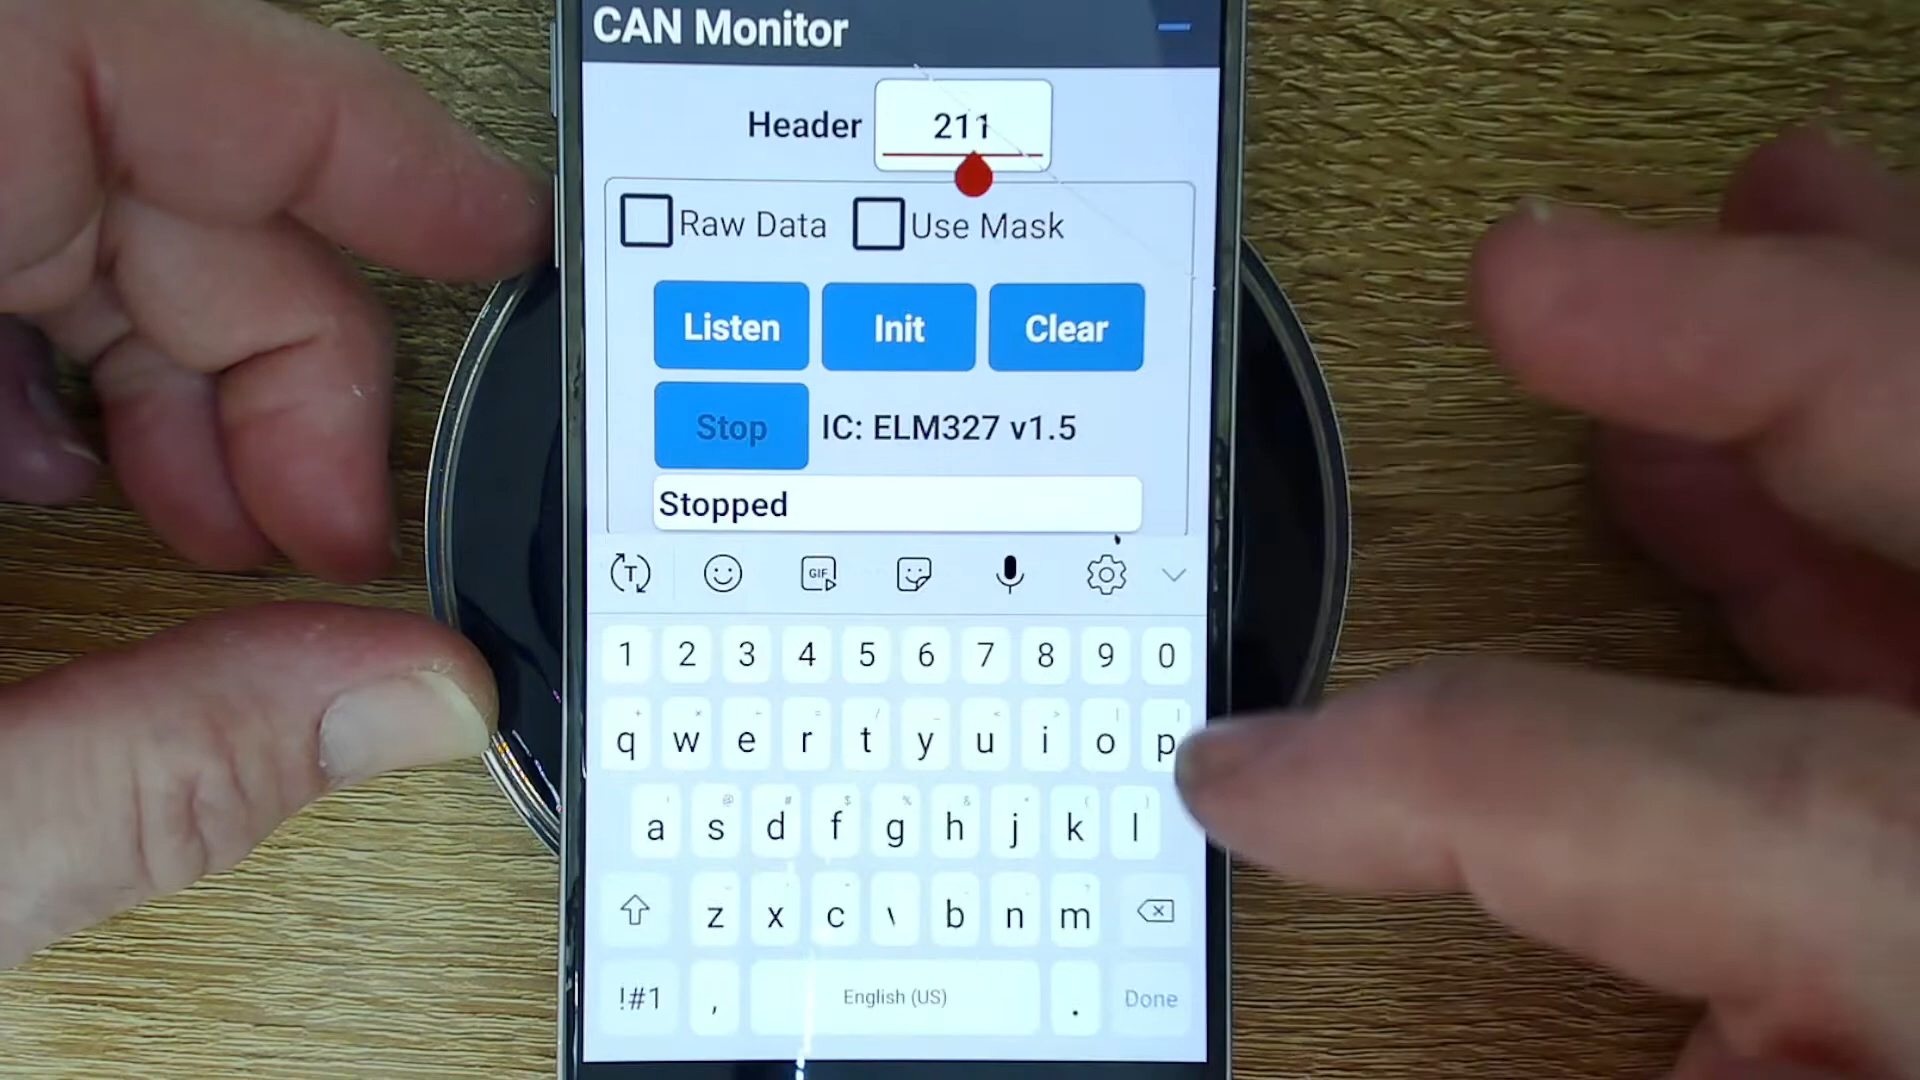 CAN Monitor
Header 211
Raw Data Use Mask
Listen Init Clear
Stop IC: ELM327 v1.5
Stopped
T GIF
1 2 3 4 5 6 7 8 9 0
q w e r t y u i o p
a s d f g h j k l
z x c \ b n m
!#1 , English (US) . Done